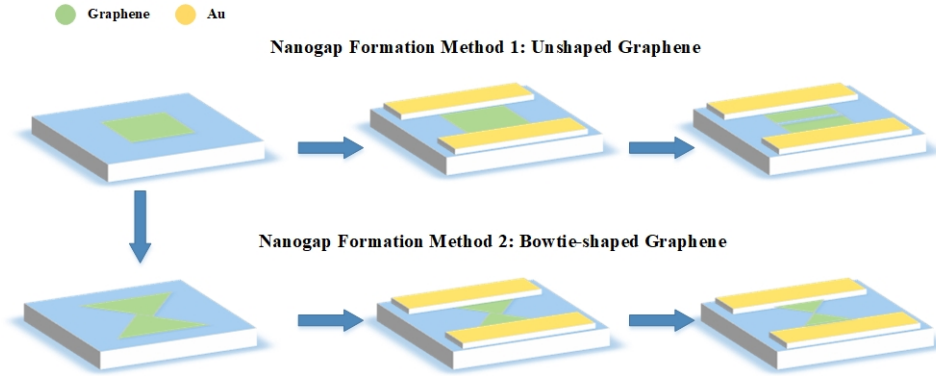 Graphene Au
Nanogap Formation Method 1: Unshaped Graphene
Nanogap Formation Method 2: Bowtie-shaped Graphene